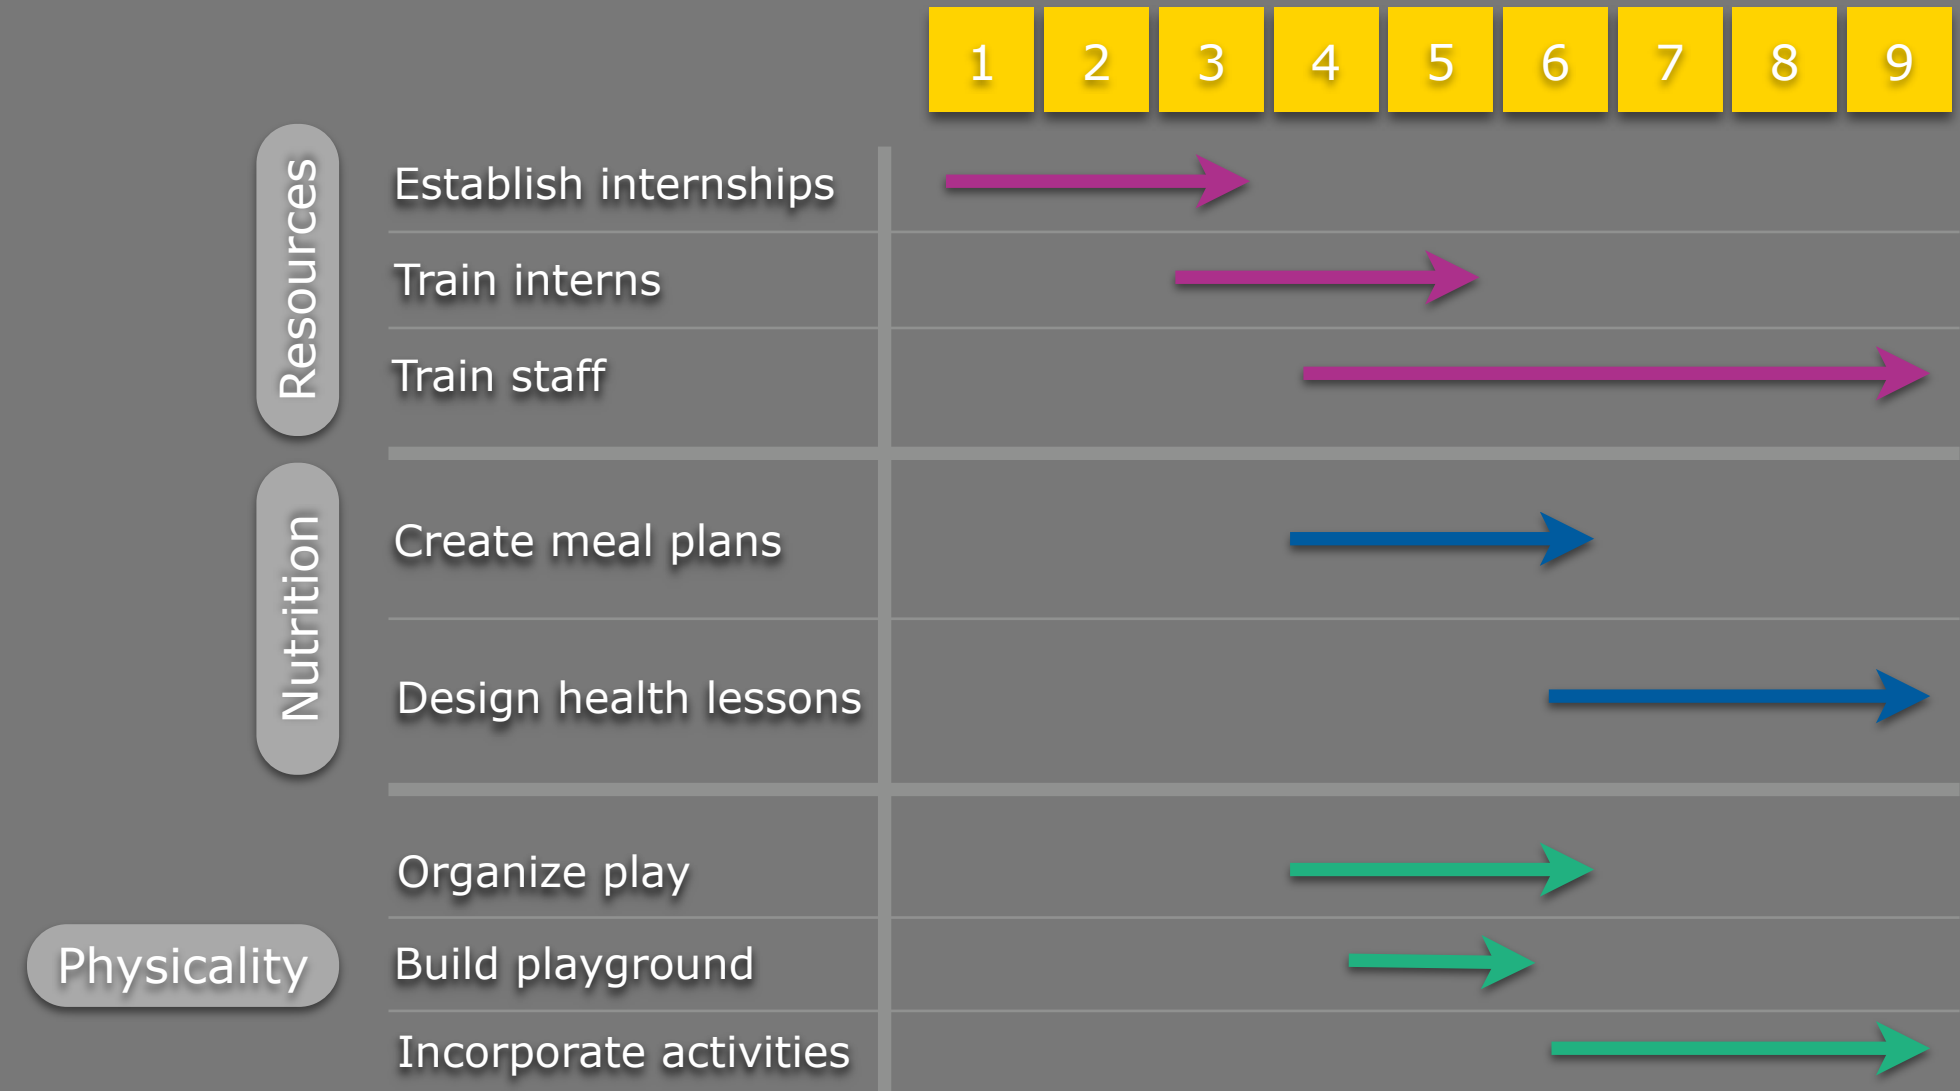 1 2 3 4 5 6 7 8 9
Resources
Establish internships
Train interns
Train staff
Nutrition
Create meal plans
Design health lessons
Physicality
Organize play
Build playground
Incorporate activities